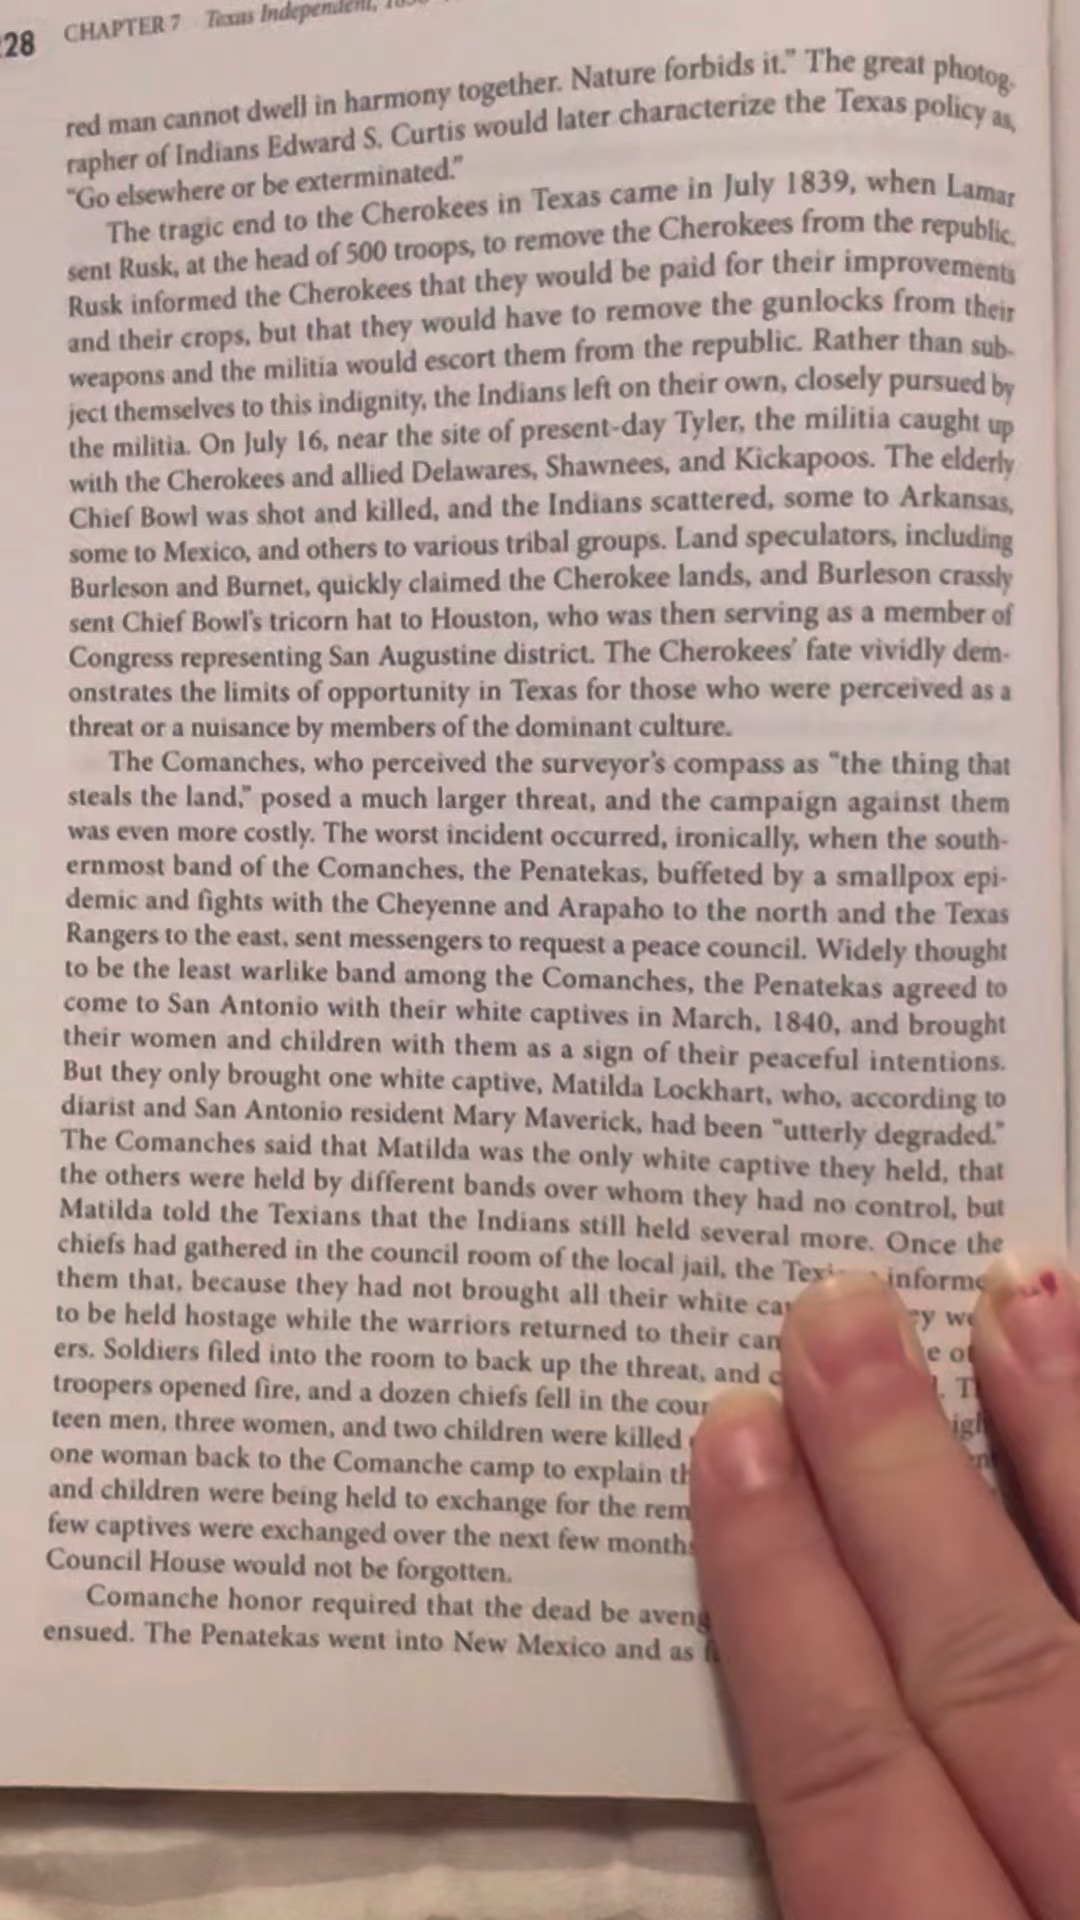 28 CHAPTER 7 Texas Independent,
red man cannot dwell in harmony together. Nature forbids it.” The great photog-
rapher of Indians Edward S. Curtis would later characterize the Texas policy as,
“Go elsewhere or be exterminated.”
The tragic end to the Cherokees in Texas came in July 1839, when Lamar
sent Rusk, at the head of 500 troops, to remove the Cherokees from the republic.
Rusk informed the Cherokees that they would be paid for their improvements
and their crops, but that they would have to remove the gunlocks from their
weapons and the militia would escort them from the republic. Rather than sub-
ject themselves to this indignity, the Indians left on their own, closely pursued by
the militia. On July 16, near the site of present-day Tyler, the militia caught up
with the Cherokees and allied Delawares, Shawnees, and Kickapoos. The elderly
Chief Bowl was shot and killed, and the Indians scattered, some to Arkansas,
some to Mexico, and others to various tribal groups. Land speculators, including
Burleson and Burnet, quickly claimed the Cherokee lands, and Burleson crassly
sent Chief Bowl’s tricorn hat to Houston, who was then serving as a member of
Congress representing San Augustine district. The Cherokees’ fate vividly dem-
onstrates the limits of opportunity in Texas for those who were perceived as a
threat or a nuisance by members of the dominant culture.
The Comanches, who perceived the surveyor’s compass as “the thing that
steals the land,” posed a much larger threat, and the campaign against them
was even more costly. The worst incident occurred, ironically, when the south-
ernmost band of the Comanches, the Penatekas, buffeted by a smallpox epi-
demic and fights with the Cheyenne and Arapaho to the north and the Texas
Rangers to the east, sent messengers to request a peace council. Widely thought
to be the least warlike band among the Comanches, the Penatekas agreed to
come to San Antonio with their white captives in March, 1840, and brought
their women and children with them as a sign of their peaceful intentions.
But they only brought one white captive, Matilda Lockhart, who, according to
diarist and San Antonio resident Mary Maverick, had been “utterly degraded.”
The Comanches said that Matilda was the only white captive they held, that
the others were held by different bands over whom they had no control, but
Matilda told the Texians that the Indians still held several more. Once the
chiefs had gathered in the council room of the local jail, the informe
them that, because they had not brought all their white
to be held hostage while the warriors returned to their
ers. Soldiers filed into the room to back up the threat, and
troopers opened fire, and a dozen chiefs fell in the
teen men, three women, and two children were killed
one woman back to the Comanche camp to explain
and children were being held to exchange for the
few captives were exchanged over the next few months
Council House would not be forgotten.
Comanche honor required that the dead be
ensued. The Penatekas went into New Mexico and as